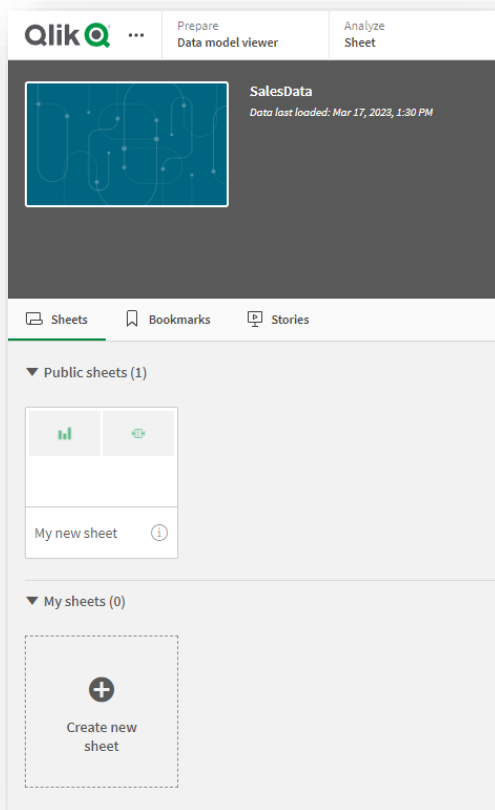 Qlik
Prepare
Data model viewer
Analyze
Sheet
SalesData
Data last loaded: Mar 17, 2023, 1:30 PM
Sheets
Bookmarks
Stories
Public sheets (1)
My new sheet
My sheets (0)
Create new
sheet